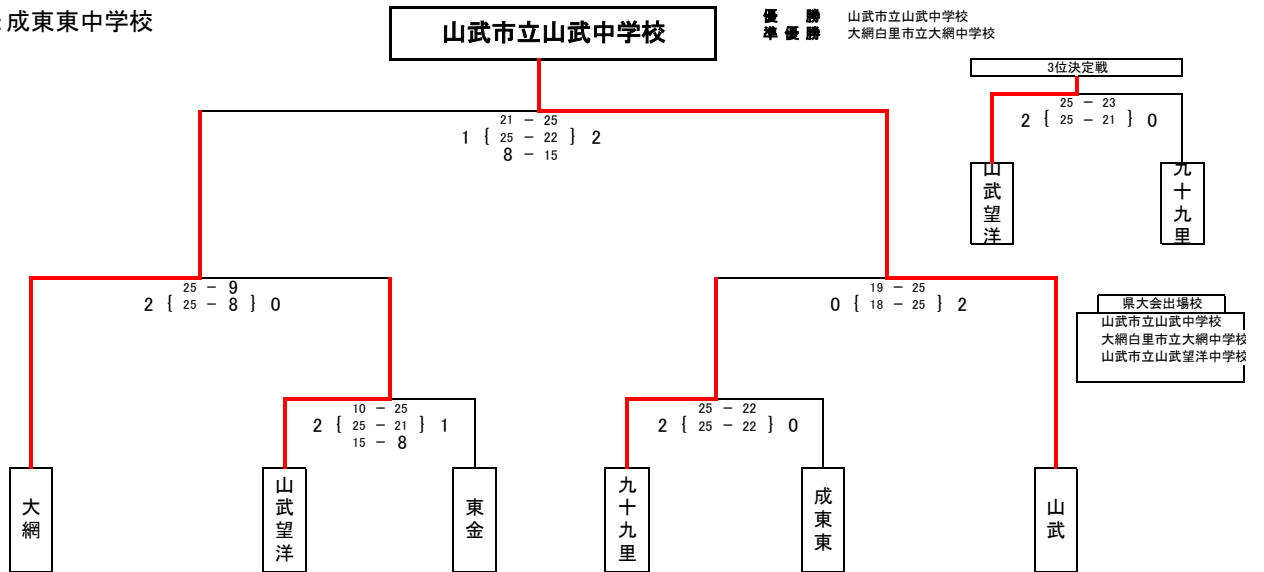 成東東中学校
山武市立山武中学校
優勝 山武市立山武中学校
準優勝 大網白里市立大網中学校
3位決定戦
25 － 23
2 { 25 － 21 } 0
山武望洋
九十九里
21 － 25
1 { 25 － 22 } 2
8 － 15
25 － 9
2 { 25 － 8 } 0
19 － 25
0 { 18 － 25 } 2
県大会出場校
山武市立山武中学校
大網白里市立大網中学校
山武市立山武望洋中学校
10 － 25
2 { 25 － 21 } 1
15 － 8
25 － 22
2 { 25 － 22 } 0
大網
山武望洋
東金
九十九里
成東東
山武